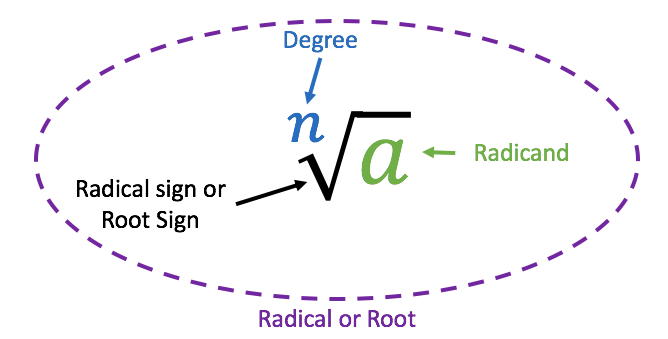 Degree
n
√a
Radicand
Radical sign or
Root Sign
Radical or Root